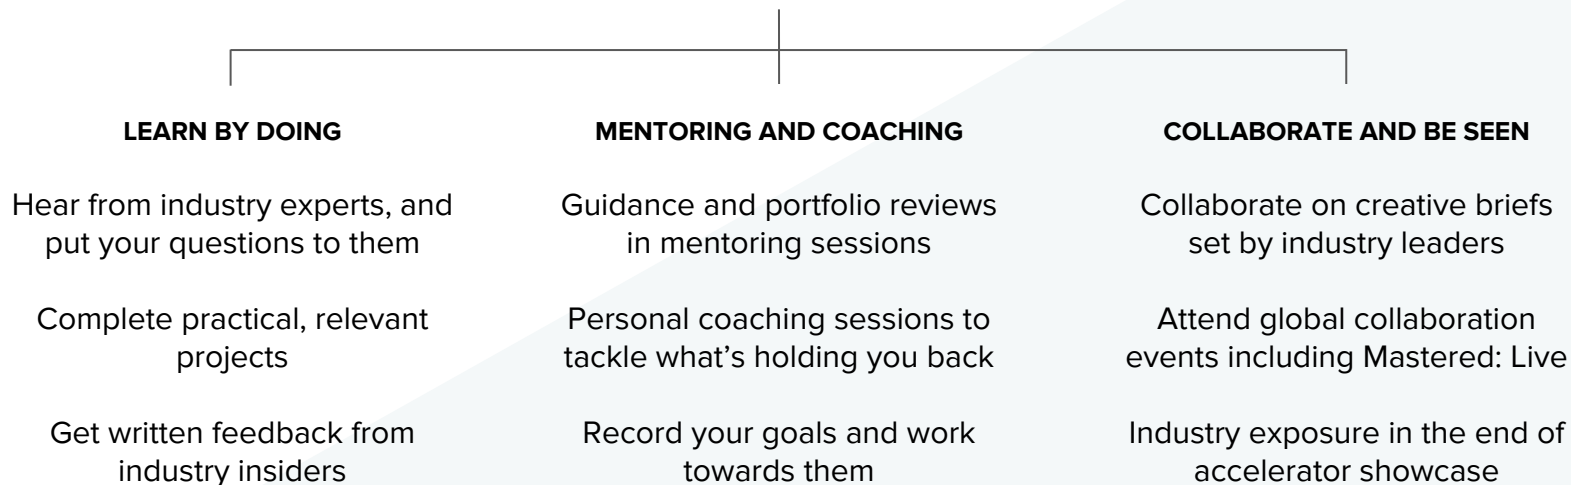 LEARN BY DOING
Hear from industry experts, and
put your questions to them
Complete practical, relevant
projects
Get written feedback from
industry insiders
MENTORING AND COACHING
Guidance and portfolio reviews
in mentoring sessions
Personal coaching sessions to
tackle what’s holding you back
Record your goals and work
towards them
COLLABORATE AND BE SEEN
Collaborate on creative briefs
set by industry leaders
Attend global collaboration
events including Mastered: Live
Industry exposure in the end of
accelerator showcase